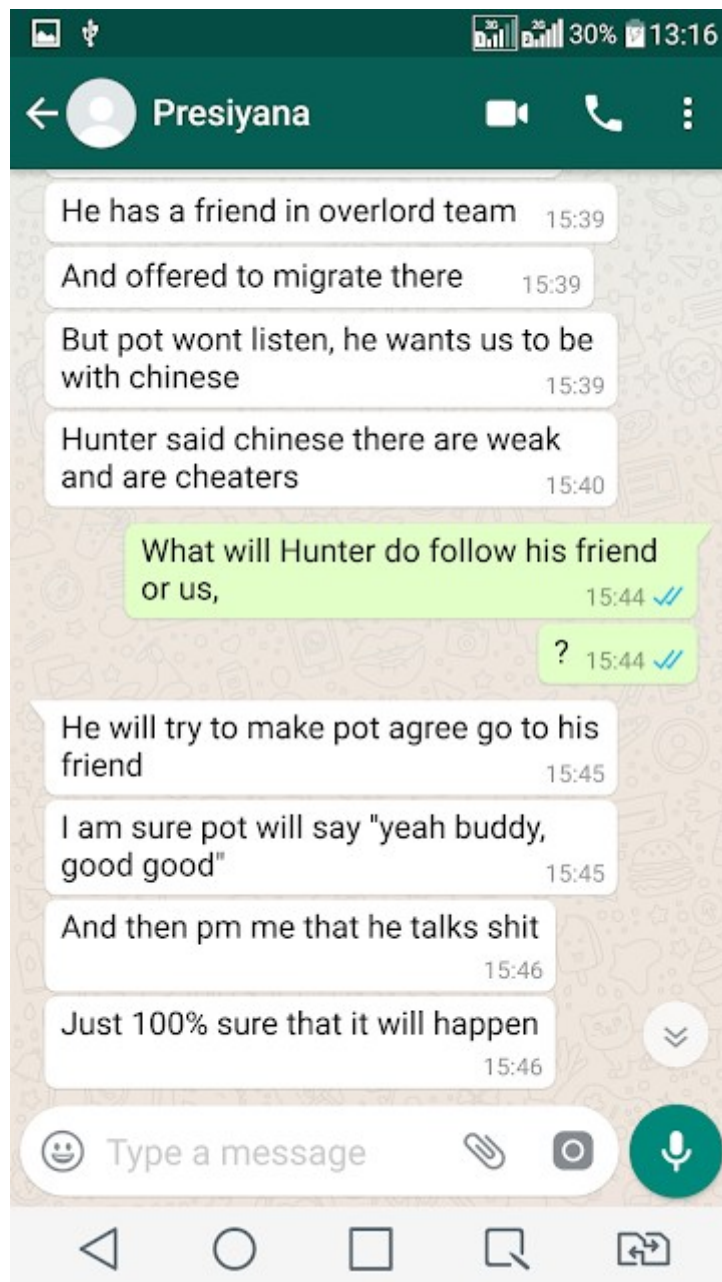 3G 3G 30% 13:16
Presiyana
He has a friend in overlord team 15:39
And offered to migrate there 15:39
But pot wont listen, he wants us to be
with chinese 15:39
Hunter said chinese there are weak
and are cheaters 15:40
What will Hunter do follow his friend
or us, 15:44
? 15:44
He will try to make pot agree go to his
friend 15:45
I am sure pot will say "yeah buddy,
good good" 15:45
And then pm me that he talks shit
15:46
Just 100% sure that it will happen
15:46
Type a message